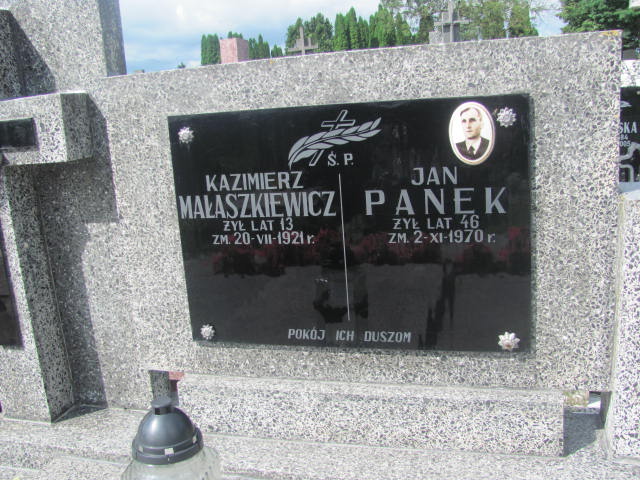 Ś. P.
KAZIMIERZ
MAŁASZKIEWICZ
ŻYŁ LAT 13
ZM. 20-VII-1921 r.
JAN
PANEK
ŻYŁ LAT 46
ZM. 2-XI-1970 r.
POKÓJ ICH DUSZOM
SKA